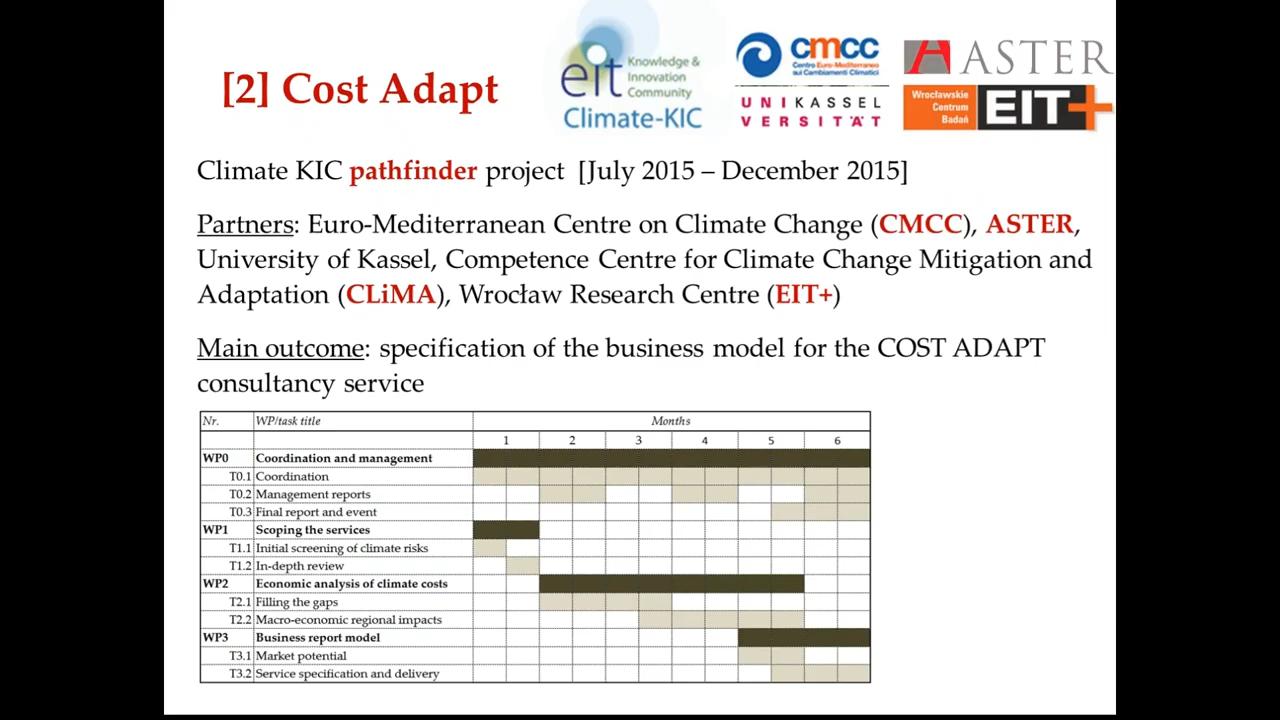 [2] Cost Adapt
eit
Knowledge &
Innovation
Community
Climate-KIC
cmcc
Centro Euro-Mediterraneo
sui Cambiamenti Climatici
UNIKASSEL
VERSITÄT
ASTER
Wrocławskie
Centrum
Badań
EIT+
Climate KIC pathfinder project [July 2015 – December 2015]
Partners: Euro-Mediterranean Centre on Climate Change (CMCC), ASTER,
University of Kassel, Competence Centre for Climate Change Mitigation and
Adaptation (CLiMA), Wrocław Research Centre (EIT+)
Main outcome: specification of the business model for the COST ADAPT
consultancy service
Nr. WP/task title Months
1 2 3 4 5 6
WP0 Coordination and management
T0.1 Coordination
T0.2 Management reports
T0.3 Final report and event
WP1 Scoping the services
T1.1 Initial screening of climate risks
T1.2 In-depth review
WP2 Economic analysis of climate costs
T2.1 Filling the gaps
T2.2 Macro-economic regional impacts
WP3 Business report model
T3.1 Market potential
T3.2 Service specification and delivery